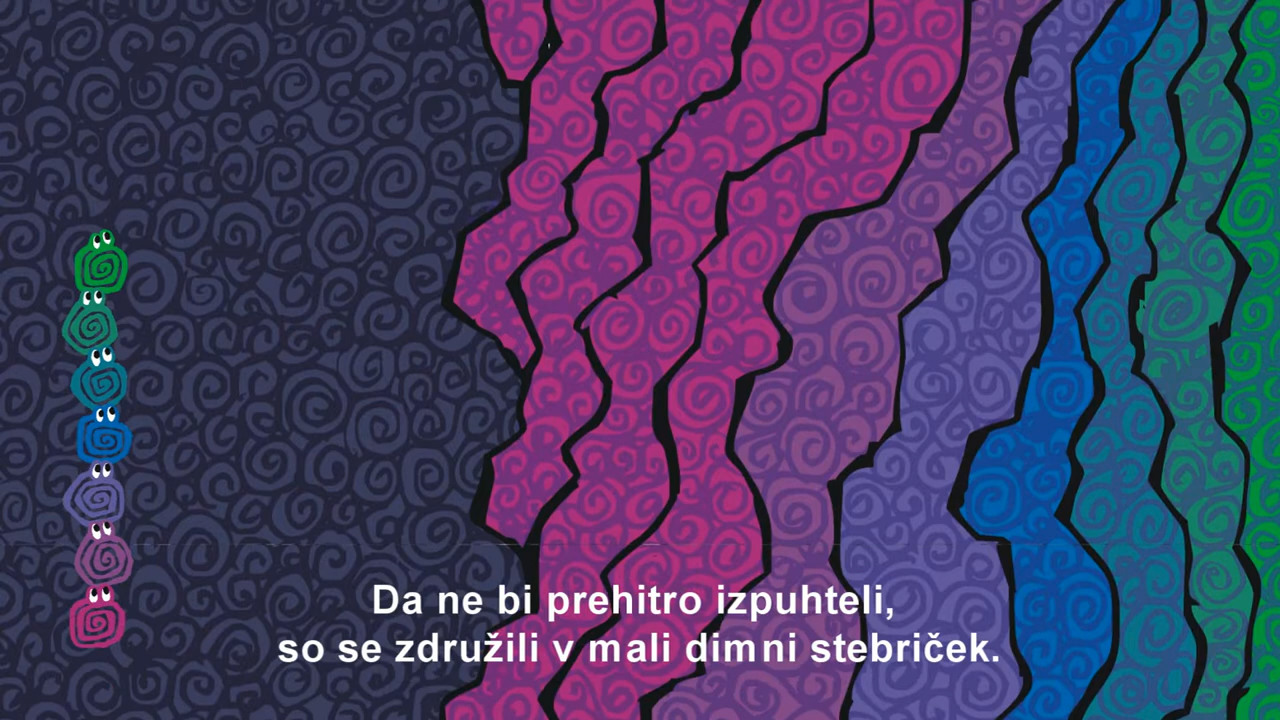 Da ne bi prehitro izpuhteli,
so se združili v mali dimni stebriček.